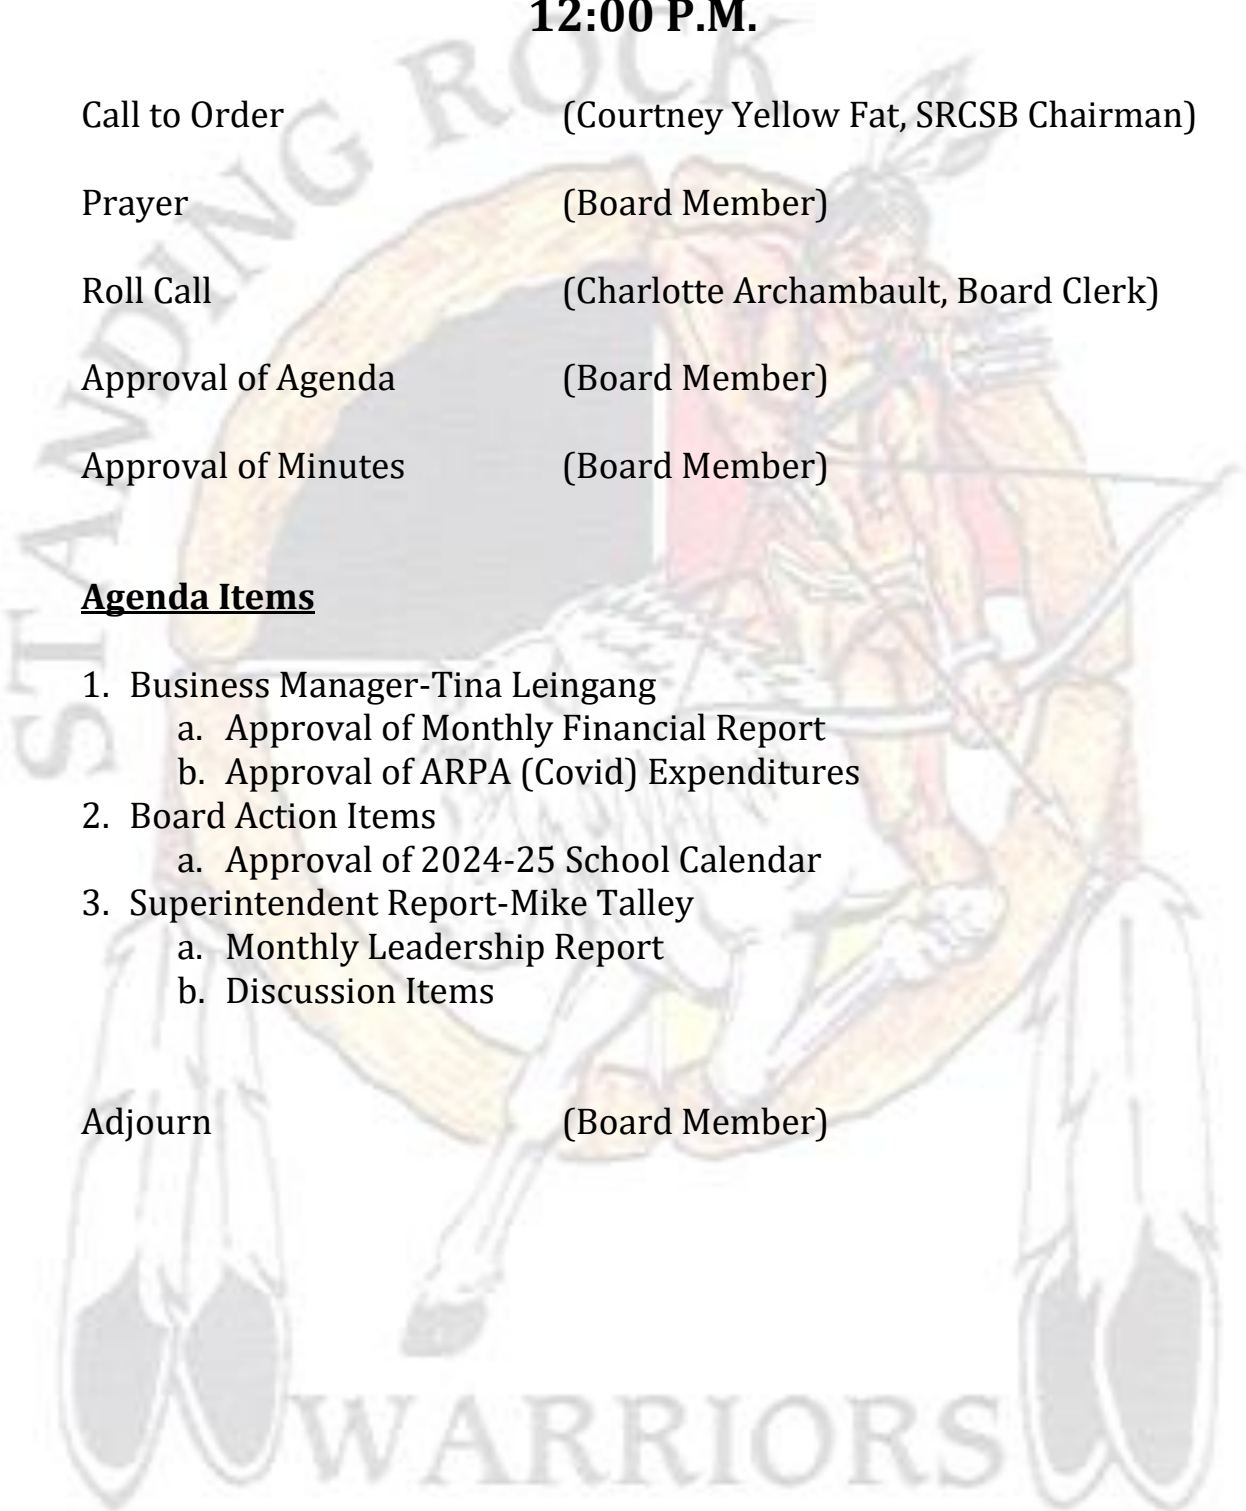 12:00 P.M.
STANDING ROCK
Call to Order (Courtney Yellow Fat, SRCSB Chairman)
Prayer (Board Member)
Roll Call (Charlotte Archambault, Board Clerk)
Approval of Agenda (Board Member)
Approval of Minutes (Board Member)
Agenda Items
1. Business Manager-Tina Leingang
a. Approval of Monthly Financial Report
b. Approval of ARPA (Covid) Expenditures
2. Board Action Items
a. Approval of 2024-25 School Calendar
3. Superintendent Report-Mike Talley
a. Monthly Leadership Report
b. Discussion Items
Adjourn (Board Member)
WARRIORS